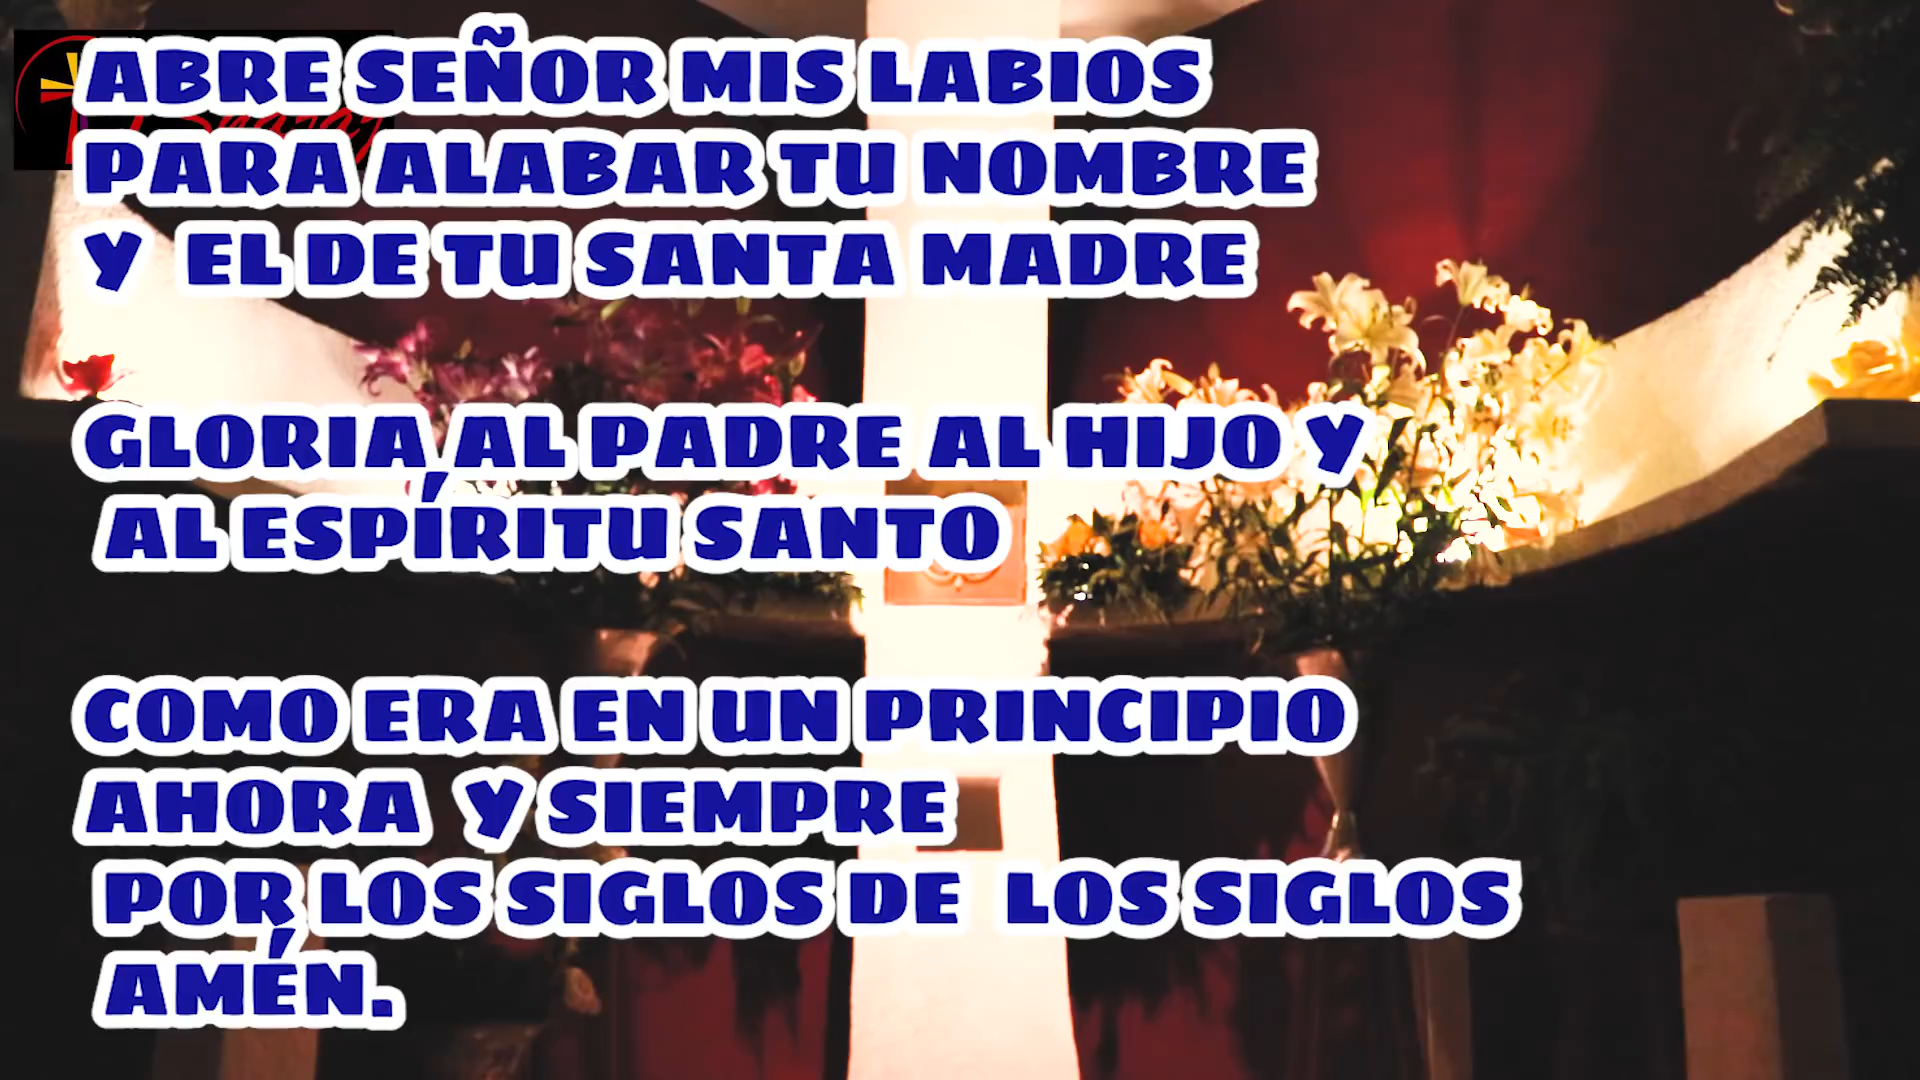 ABRE SEÑOR MIS LABIOS
PARA ALABAR TU NOMBRE
Y EL DE TU SANTA MADRE
GLORIA AL PADRE AL HIJO Y
AL ESPÍRITU SANTO
COMO ERA EN UN PRINCIPIO
AHORA Y SIEMPRE
POR LOS SIGLOS DE LOS SIGLOS
AMÉN.